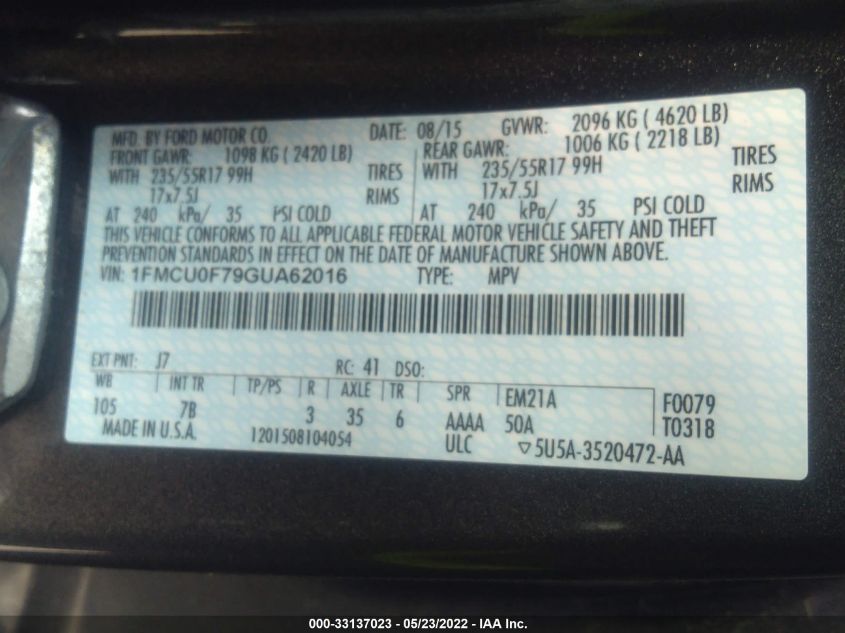 MFD. BY FORD MOTOR CO. DATE: 08/15 GVWR: 2096 KG ( 4620 LB)
FRONT GAWR: 1098 KG ( 2420 LB) REAR GAWR: 1006 KG ( 2218 LB)
WITH 235/55R17 99H TIRES WITH 235/55R17 99H TIRES
17x7.5J RIMS 17x7.5J RIMS
AT 240 kPa/ 35 PSI COLD AT 240 kPa/ 35 PSI COLD
THIS VEHICLE CONFORMS TO ALL APPLICABLE FEDERAL MOTOR VEHICLE SAFETY AND THEFT
PREVENTION STANDARDS IN EFFECT ON THE DATE OF MANUFACTURE SHOWN ABOVE.
VIN: 1FMCU0F79GUA62016 TYPE: MPV
EXT PNT: J7 RC: 41 DSO:
WB INT TR TP/PS R AXLE TR SPR EM21A F0079
105 7B 3 35 6 AAAA 50A T0318
MADE IN U.S.A. 1201508104054 ULC ▽5U5A-3520472-AA
000-33137023 - 05/23/2022 - IAA Inc.